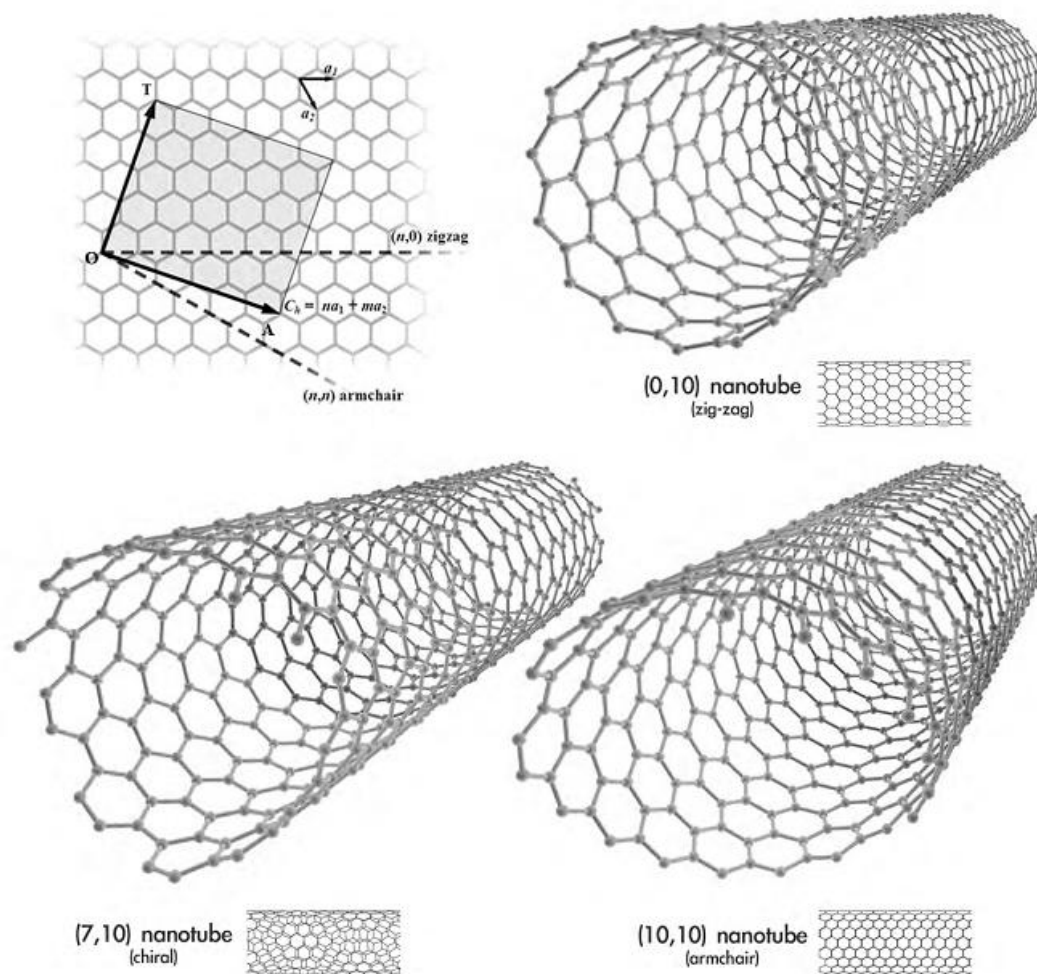 a₁
T
a₂
(n,0) zigzag
O
Cₕ = na₁ + ma₂
A
(n,n) armchair
(0,10) nanotube
(zig-zag)
(7,10) nanotube
(chiral)
(10,10) nanotube
(armchair)